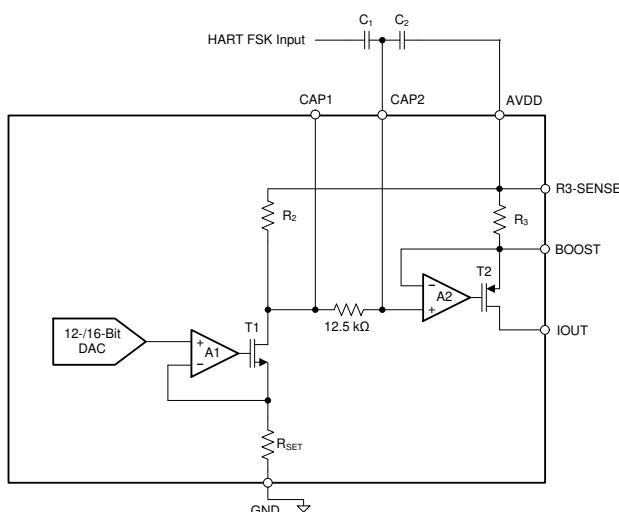 C1 C2
HART FSK Input
CAP1 CAP2 AVDD
R3-SENSE
R2 R3
BOOST
T2
− A2 +
12.5 kΩ
IOUT
12-/16-Bit
DAC
T1
+ A1 −
RSET
GND